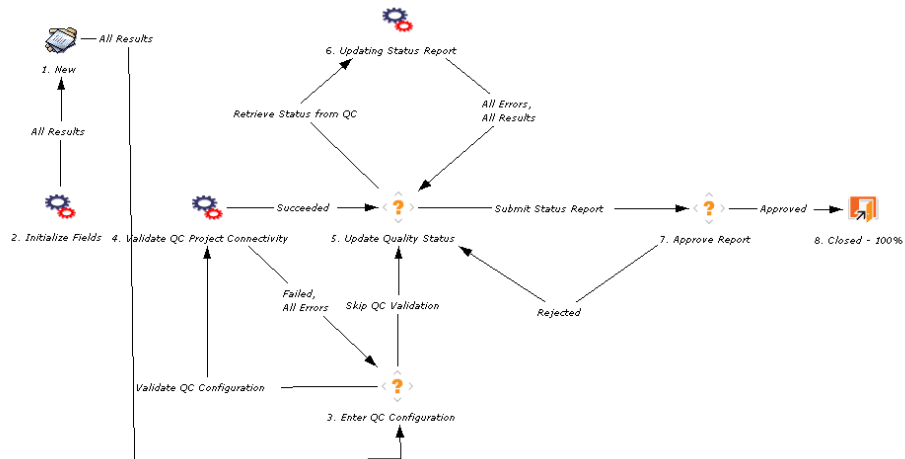 All Results
6. Updating Status Report
1. New
All Errors,
All Results
Retrieve Status from QC
All Results
Succeeded
Submit Status Report
Approved
2. Initialize Fields
4. Validate QC Project Connectivity
5. Update Quality Status
7. Approve Report
8. Closed - 100%
Failed,
All Errors
Skip QC Validation
Rejected
Validate QC Configuration
3. Enter QC Configuration